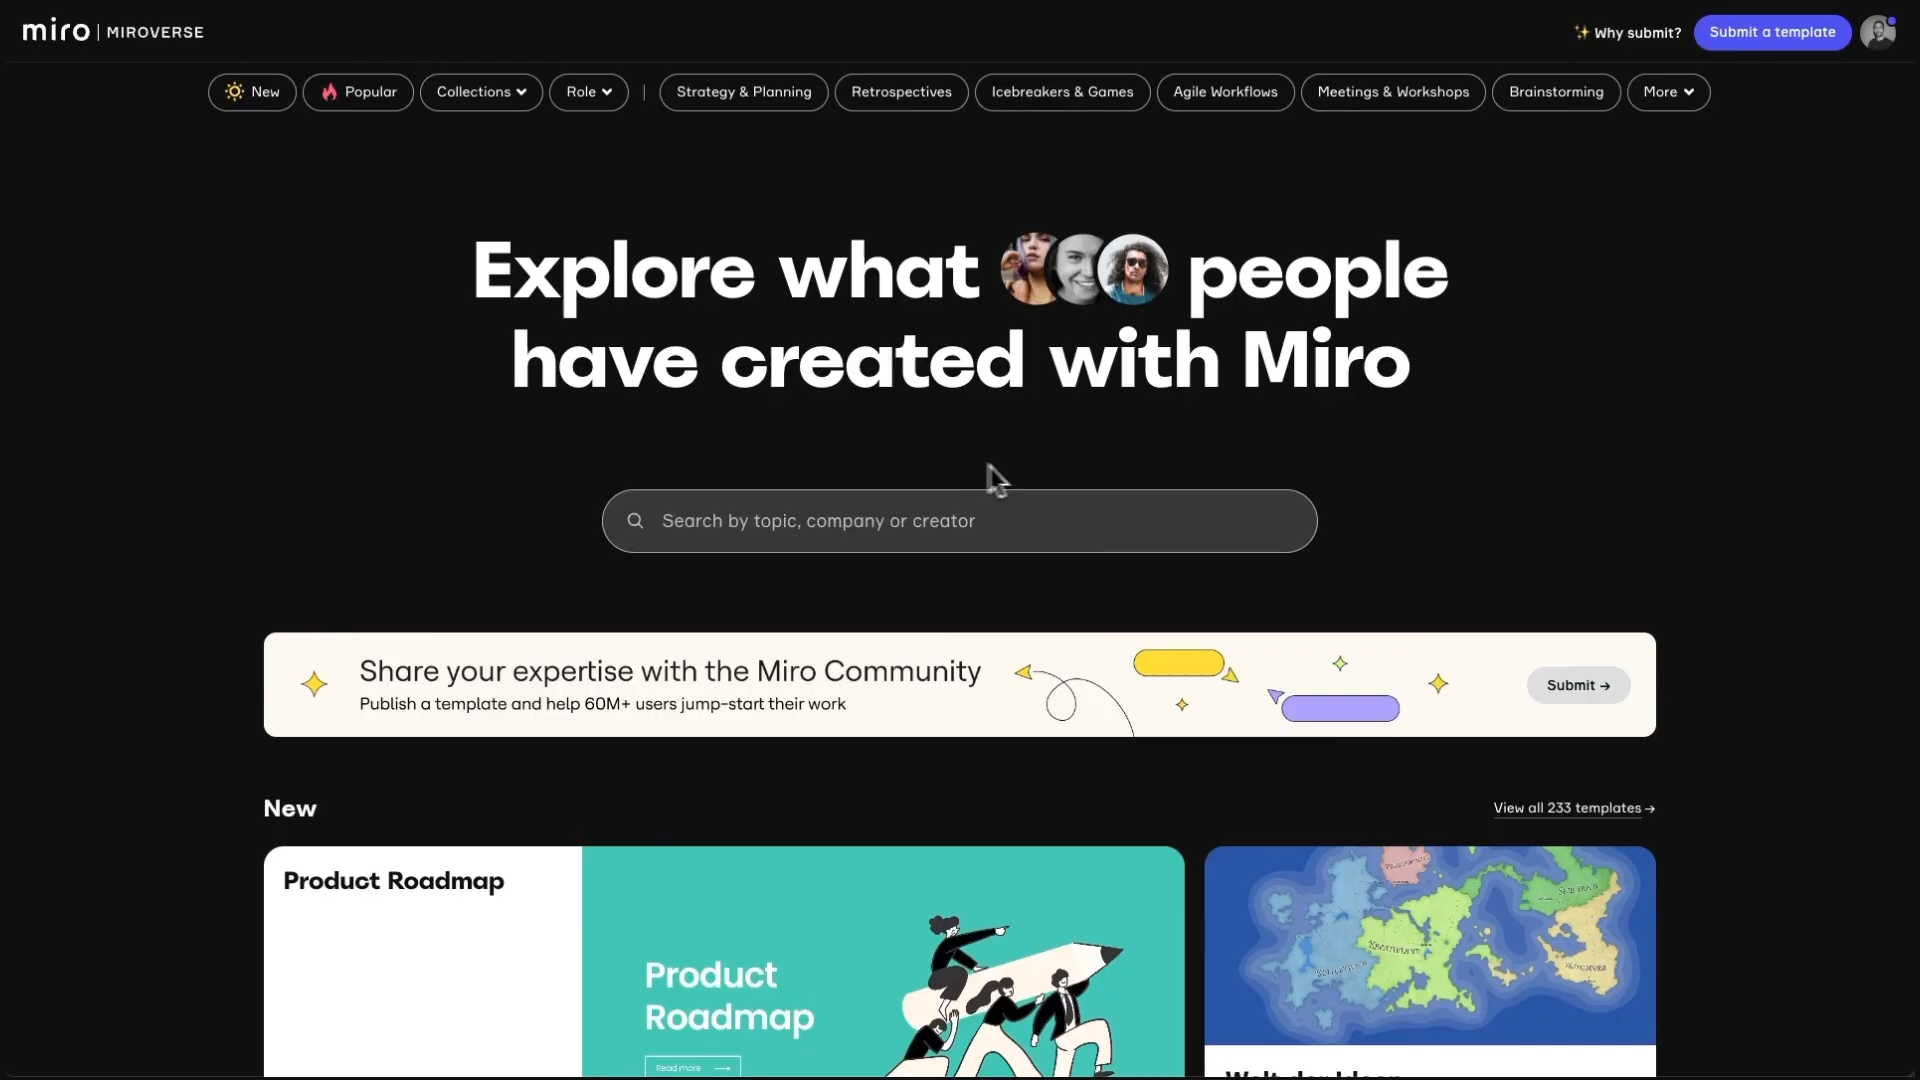 miro | MIROVERSE
✨ Why submit?
Submit a template
New
Popular
Collections
Role
Strategy & Planning
Retrospectives
Icebreakers & Games
Agile Workflows
Meetings & Workshops
Brainstorming
More
Explore what people
have created with Miro
Search by topic, company or creator
Share your expertise with the Miro Community
Publish a template and help 60M+ users jump-start their work
Submit →
New
View all 233 templates →
Product Roadmap
Product
Roadmap
Read more